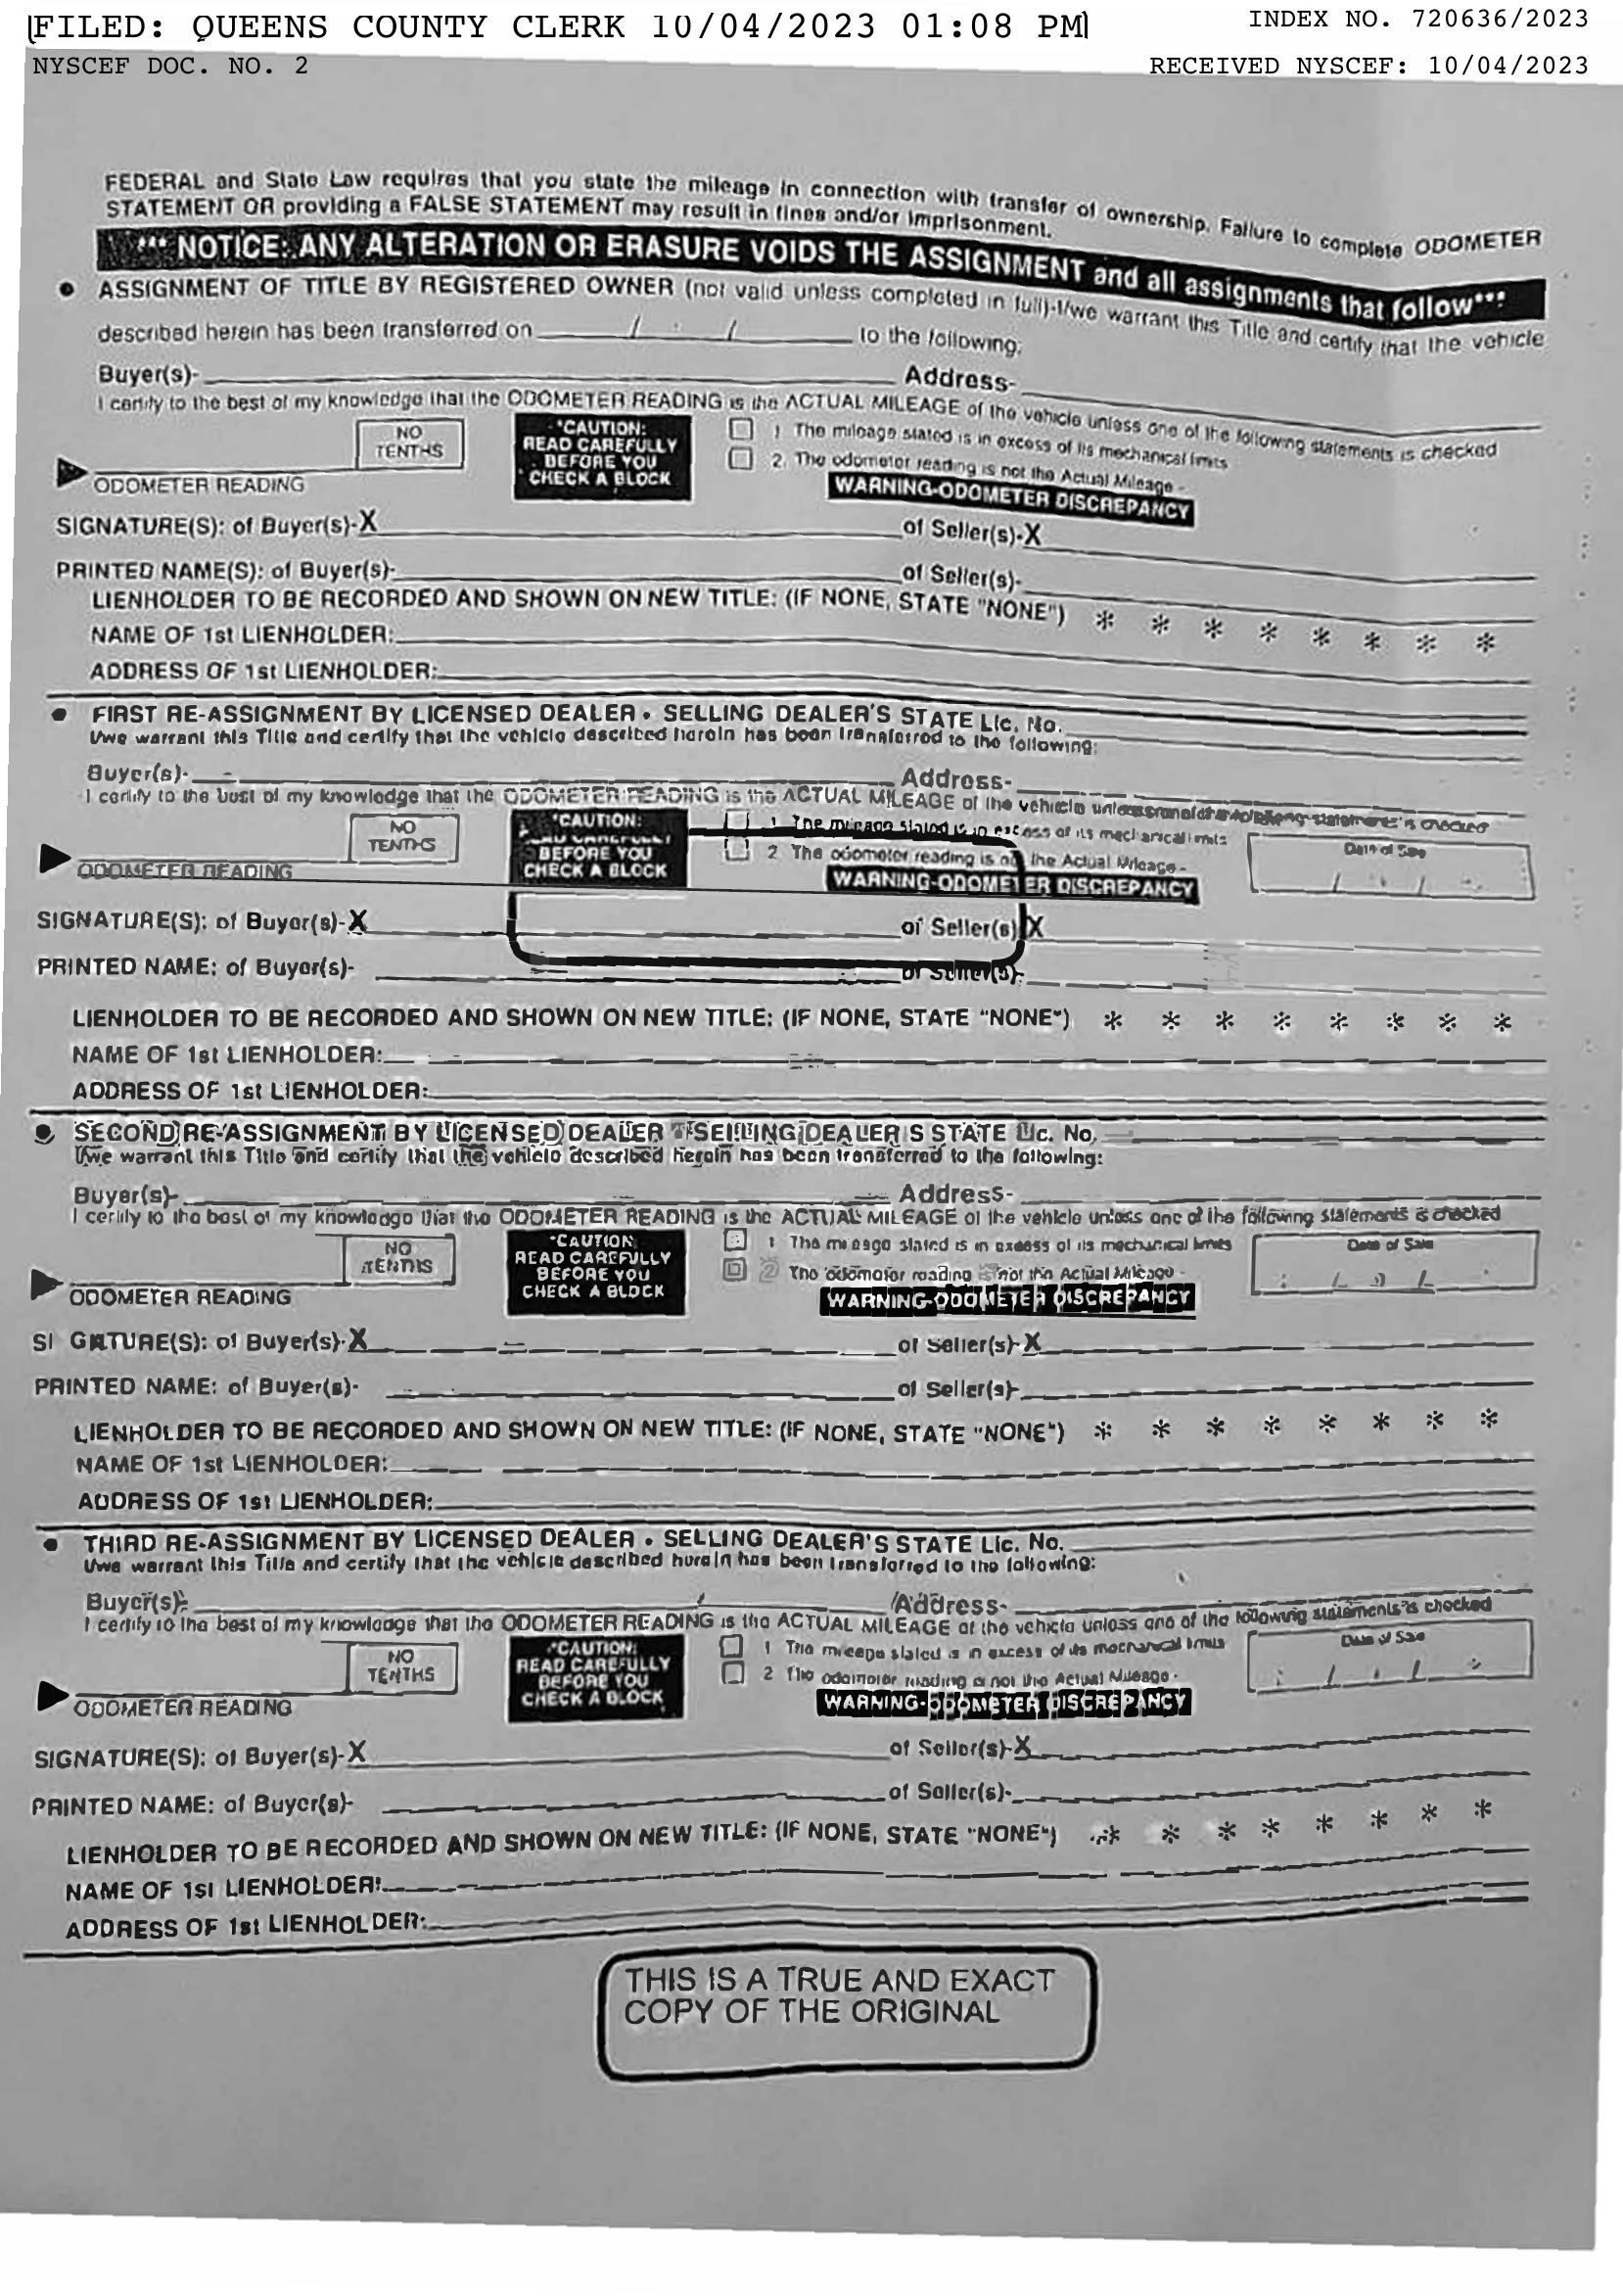 FILED: QUEENS COUNTY CLERK 10/04/2023 01:08 PM
INDEX NO. 720636/2023
NYSCEF DOC. NO. 2
RECEIVED NYSCEF: 10/04/2023
FEDERAL and State Law requires that you state the mileage in connection with transfer of ownership. Failure to complete ODOMETER
STATEMENT OR providing a FALSE STATEMENT may result in fines and/or imprisonment.
*** NOTICE: ANY ALTERATION OR ERASURE VOIDS THE ASSIGNMENT and all assignments that follow***
• ASSIGNMENT OF TITLE BY REGISTERED OWNER (not valid unless completed in full)-I/we warrant this Title and certify that the vehicle
described herein has been transferred on / / to the following:
Buyer(s)- Address-
I certify to the best of my knowledge that the ODOMETER READING is the ACTUAL MILEAGE of the vehicle unless one of the following statements is checked
NO TENTHS
*CAUTION:
READ CAREFULLY
BEFORE YOU
CHECK A BLOCK
1 The mileage stated is in excess of its mechanical limits
2. The odometer reading is not the Actual Mileage -
WARNING-ODOMETER DISCREPANCY
ODOMETER READING
SIGNATURE(S): of Buyer(s)-X of Seller(s)-X
PRINTED NAME(S): of Buyer(s)- of Seller(s)-
LIENHOLDER TO BE RECORDED AND SHOWN ON NEW TITLE: (IF NONE, STATE "NONE") * * * * * * * *
NAME OF 1st LIENHOLDER:
ADDRESS OF 1st LIENHOLDER:
• FIRST RE-ASSIGNMENT BY LICENSED DEALER • SELLING DEALER'S STATE Lic. No.
I/we warrant this Title and certify that the vehicle described herein has been transferred to the following:
Buyer(s)- Address-
I certify to the best of my knowledge that the ODOMETER READING is the ACTUAL MILEAGE of the vehicle unless statements is checked
NO TENTHS
*CAUTION:
BEFORE YOU
CHECK A BLOCK
1 The mileage stated is in excess of its mechanical limits
2 The odometer reading is not the Actual Mileage -
WARNING-ODOMETER DISCREPANCY
Date of Sale
/ /
ODOMETER READING
SIGNATURE(S): of Buyer(s)-X of Seller(s) X
PRINTED NAME: of Buyer(s)- of Seller(s)-
LIENHOLDER TO BE RECORDED AND SHOWN ON NEW TITLE: (IF NONE, STATE "NONE") * * * * * * * *
NAME OF 1st LIENHOLDER:
ADDRESS OF 1st LIENHOLDER:
• SECOND RE-ASSIGNMENT BY LICENSED DEALER SELLING DEALER S STATE Lic. No.
I/we warrant this Title and certify that the vehicle described herein has been transferred to the following:
Buyer(s)- Address-
I certify to the best of my knowledge that the ODOMETER READING is the ACTUAL MILEAGE of the vehicle unless one of the following statements is checked
NO TENTHS
*CAUTION
READ CAREFULLY
BEFORE YOU
CHECK A BLOCK
1 The mileage stated is in excess of its mechanical limits
2 The odometer reading is not the Actual Mileage -
WARNING-ODOMETER DISCREPANCY
Date of Sale
/ /
ODOMETER READING
SI GNATURE(S): of Buyer(s)-X of Seller(s)-X
PRINTED NAME: of Buyer(s)- of Seller(s)-
LIENHOLDER TO BE RECORDED AND SHOWN ON NEW TITLE: (IF NONE, STATE "NONE") * * * * * * * *
NAME OF 1st LIENHOLDER:
ADDRESS OF 1st LIENHOLDER:
• THIRD RE-ASSIGNMENT BY LICENSED DEALER • SELLING DEALER'S STATE Lic. No.
I/we warrant this Title and certify that the vehicle described herein has been transferred to the following:
Buyer(s)- Address-
I certify to the best of my knowledge that the ODOMETER READING is the ACTUAL MILEAGE of the vehicle unless one of the following statements is checked
NO TENTHS
*CAUTION:
READ CAREFULLY
BEFORE YOU
CHECK A BLOCK
1 The mileage stated is in excess of its mechanical limits
2 The odometer reading is not the Actual Mileage -
WARNING-ODOMETER DISCREPANCY
Date of Sale
/ /
ODOMETER READING
SIGNATURE(S): of Buyer(s)-X of Seller(s)-X
PRINTED NAME: of Buyer(s)- of Seller(s)-
LIENHOLDER TO BE RECORDED AND SHOWN ON NEW TITLE: (IF NONE, STATE "NONE") * * * * * * * *
NAME OF 1st LIENHOLDER:
ADDRESS OF 1st LIENHOLDER:
THIS IS A TRUE AND EXACT
COPY OF THE ORIGINAL